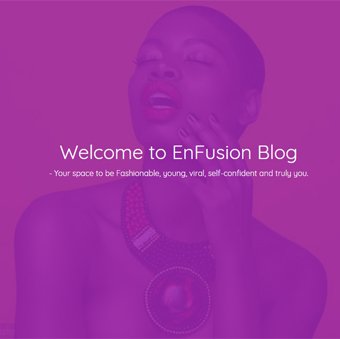 Welcome to EnFusion Blog
- Your space to be Fashionable, young, viral, self-confident and truly you.